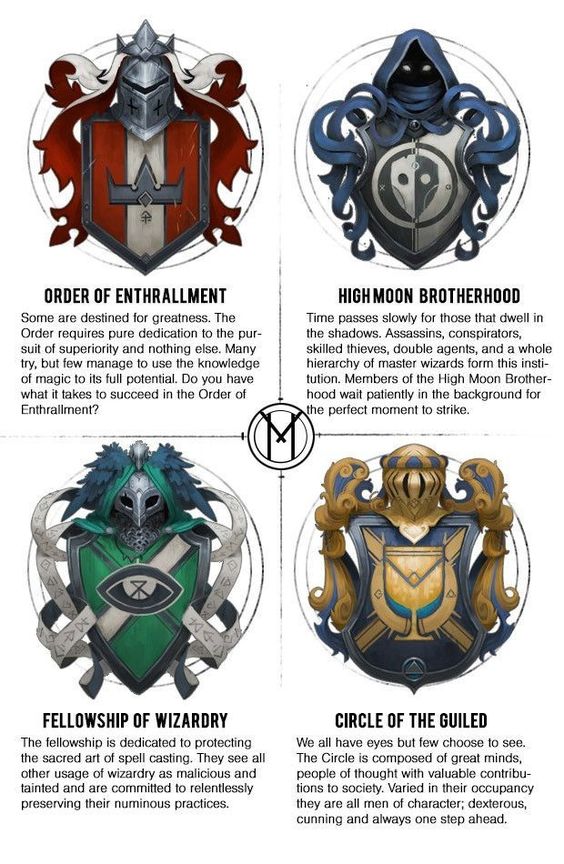 ORDER OF ENTHRALLMENT
Some are destined for greatness. The
Order requires pure dedication to the pur-
suit of superiority and nothing else. Many
try, but few manage to use the knowledge
of magic to its full potential. Do you have
what it takes to succeed in the Order of
Enthrallment?
HIGH MOON BROTHERHOOD
Time passes slowly for those that dwell in
the shadows. Assassins, conspirators,
skilled thieves, double agents, and a whole
hierarchy of master wizards form this insti-
tution. Members of the High Moon Brother-
hood wait patiently in the background for
the perfect moment to strike.
FELLOWSHIP OF WIZARDRY
The fellowship is dedicated to protecting
the sacred art of spell casting. They see all
other usage of wizardry as malicious and
tainted and are committed to relentlessly
preserving their numinous practices.
CIRCLE OF THE GUILED
We all have eyes but few choose to see.
The Circle is composed of great minds,
people of thought with valuable contribu-
tions to society. Varied in their occupancy
they are all men of character; dexterous,
cunning and always one step ahead.